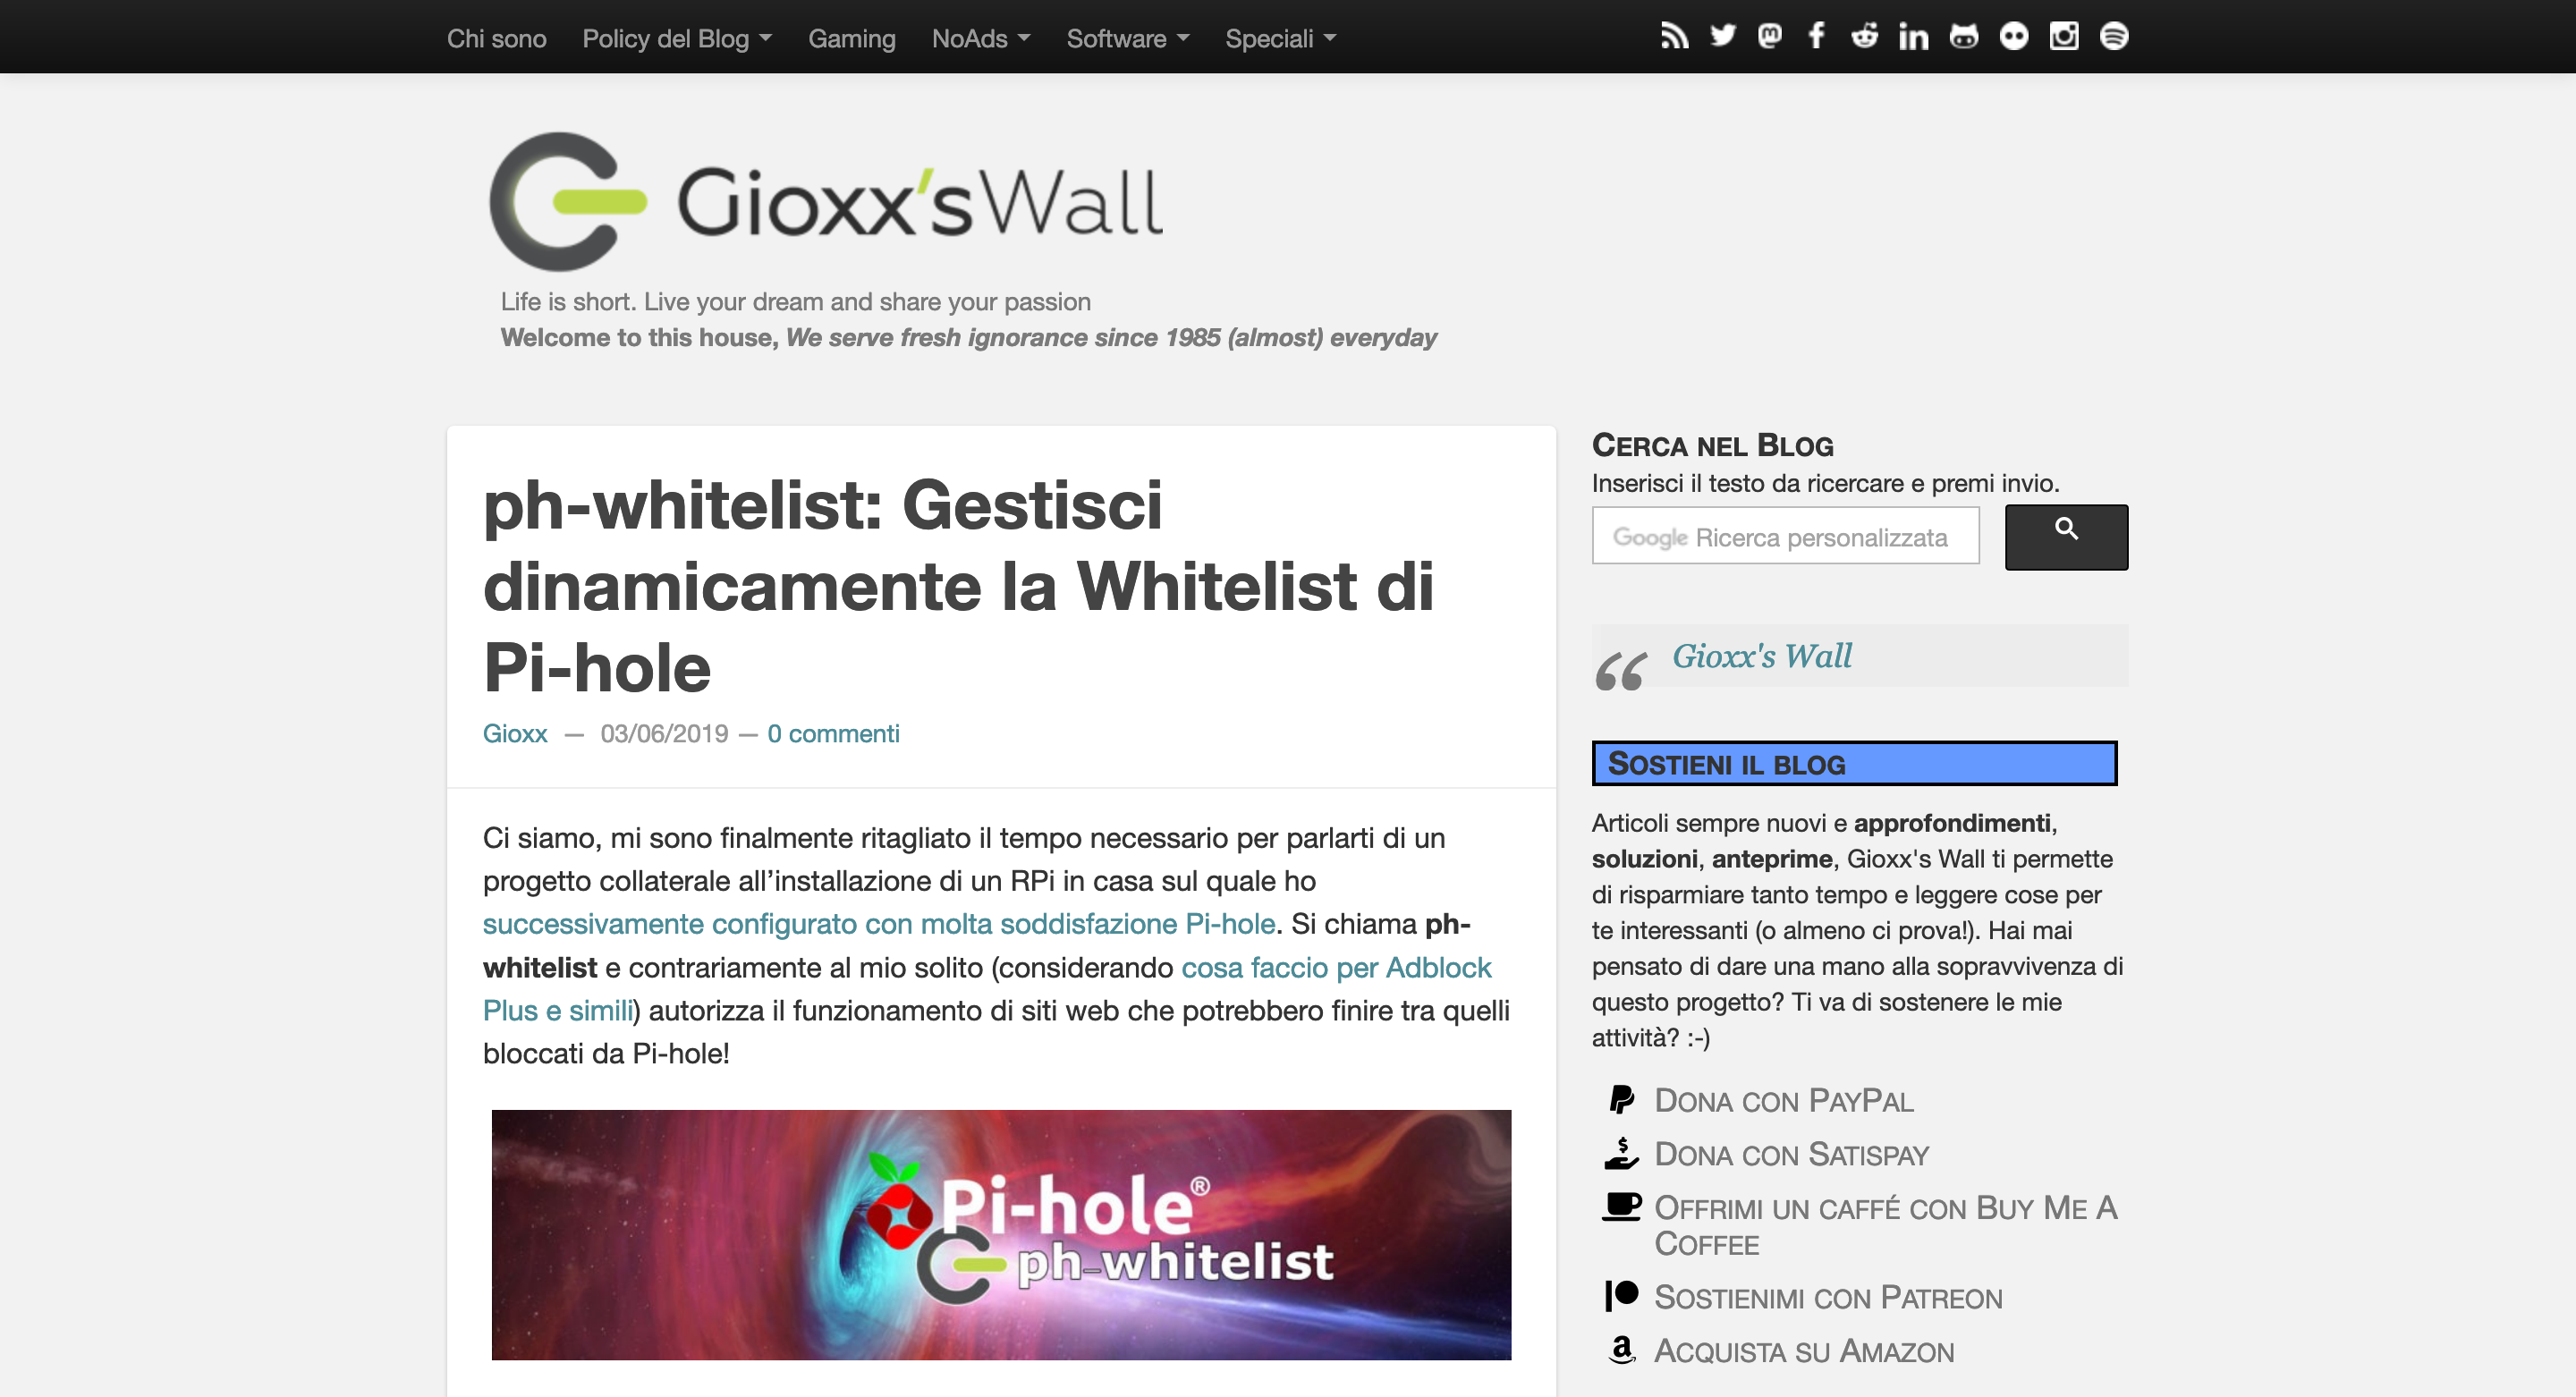 Chi sono Policy del Blog Gaming NoAds Software Speciali
Gioxx'sWall
Life is short. Live your dream and share your passion
Welcome to this house, We serve fresh ignorance since 1985 (almost) everyday
ph-whitelist: Gestisci
dinamicamente la Whitelist di
Pi-hole
Gioxx — 03/06/2019 — 0 commenti
Ci siamo, mi sono finalmente ritagliato il tempo necessario per parlarti di un
progetto collaterale all’installazione di un RPi in casa sul quale ho
successivamente configurato con molta soddisfazione Pi-hole. Si chiama ph-
whitelist e contrariamente al mio solito (considerando cosa faccio per Adblock
Plus e simili) autorizza il funzionamento di siti web che potrebbero finire tra quelli
bloccati da Pi-hole!
Pi-hole®
ph-whitelist
Cerca nel Blog
Inserisci il testo da ricercare e premi invio.
Google Ricerca personalizzata
Gioxx's Wall
Sostieni il blog
Articoli sempre nuovi e approfondimenti,
soluzioni, anteprime, Gioxx's Wall ti permette
di risparmiare tanto tempo e leggere cose per
te interessanti (o almeno ci prova!). Hai mai
pensato di dare una mano alla sopravvivenza di
questo progetto? Ti va di sostenere le mie
attività? :-)
Dona con PayPal
Dona con Satispay
Offrimi un caffé con Buy Me A
Coffee
Sostienimi con Patreon
Acquista su Amazon